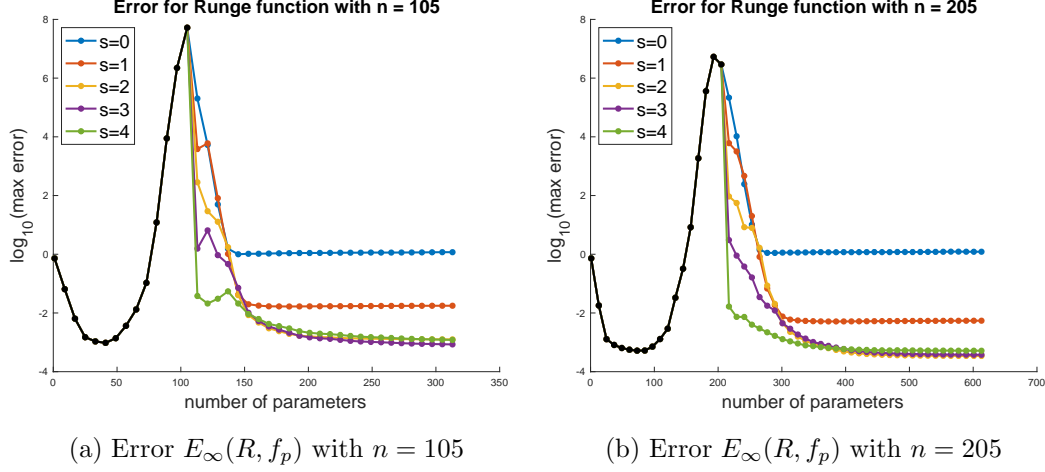 Error for Runge function with n = 105
log10(max error)
8
6
4
2
0
-2
-4
s=0
s=1
s=2
s=3
s=4
0 50 100 150 200 250 300 350
number of parameters
(a) Error E∞(R, fp) with n = 105
Error for Runge function with n = 205
log10(max error)
8
6
4
2
0
-2
-4
s=0
s=1
s=2
s=3
s=4
0 100 200 300 400 500 600 700
number of parameters
(b) Error E∞(R, fp) with n = 205